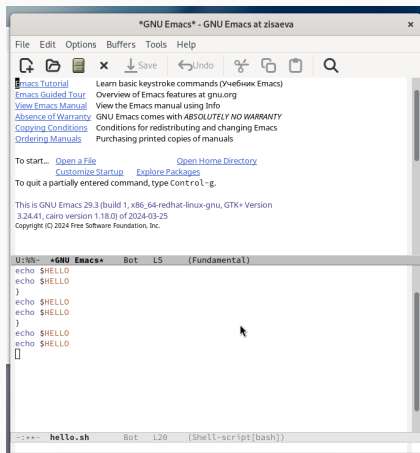 *GNU Emacs* - GNU Emacs at zisaeva
File Edit Options Buffers Tools Help
Save Undo
Emacs Tutorial Learn basic keystroke commands (Учебник Emacs)
Emacs Guided Tour Overview of Emacs features at gnu.org
View Emacs Manual View the Emacs manual using Info
Absence of Warranty GNU Emacs comes with ABSOLUTELY NO WARRANTY
Copying Conditions Conditions for redistributing and changing Emacs
Ordering Manuals Purchasing printed copies of manuals
To start... Open a File Open Home Directory
Customize Startup Explore Packages
To quit a partially entered command, type Control-g.
This is GNU Emacs 29.3 (build 1, x86_64-redhat-linux-gnu, GTK+ Version
3.24.41, cairo version 1.18.0) of 2024-03-25
Copyright (C) 2024 Free Software Foundation, Inc.
U:%%- *GNU Emacs* Bot L5 (Fundamental)
echo $HELLO
echo $HELLO
}
echo $HELLO
echo $HELLO
}
echo $HELLO
echo $HELLO
-:**- hello.sh Bot L20 (Shell-script[bash])